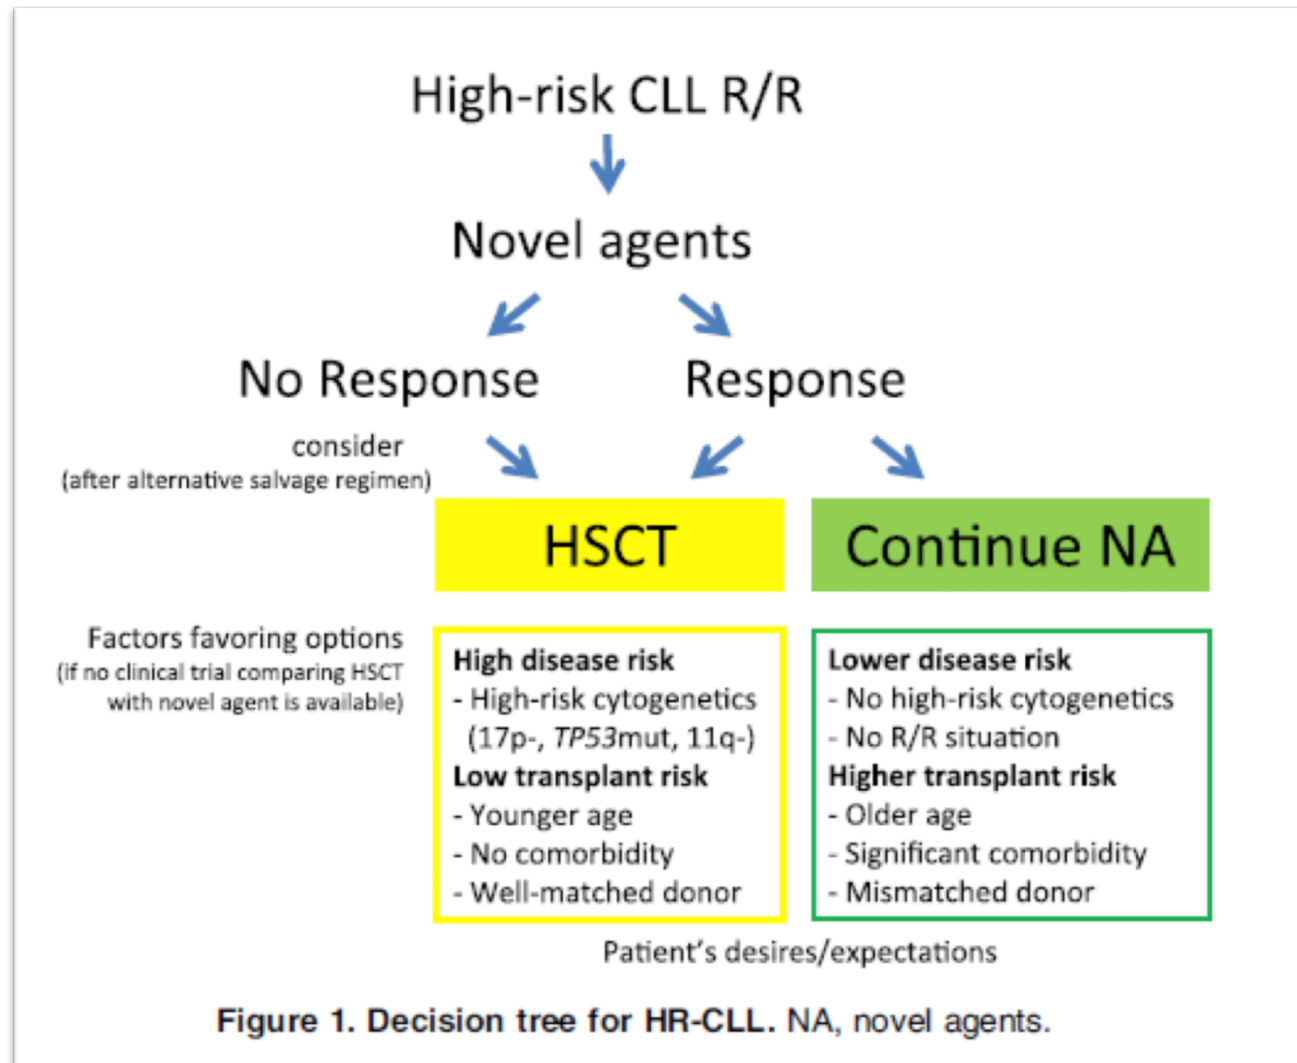 High-risk CLL R/R
Novel agents
No Response
Response
consider
(after alternative salvage regimen)
HSCT
Continue NA
Factors favoring options
(if no clinical trial comparing HSCT
with novel agent is available)
High disease risk
- High-risk cytogenetics
(17p-, TP53mut, 11q-)
Low transplant risk
- Younger age
- No comorbidity
- Well-matched donor
Lower disease risk
- No high-risk cytogenetics
- No R/R situation
Higher transplant risk
- Older age
- Significant comorbidity
- Mismatched donor
Patient's desires/expectations
Figure 1. Decision tree for HR-CLL. NA, novel agents.